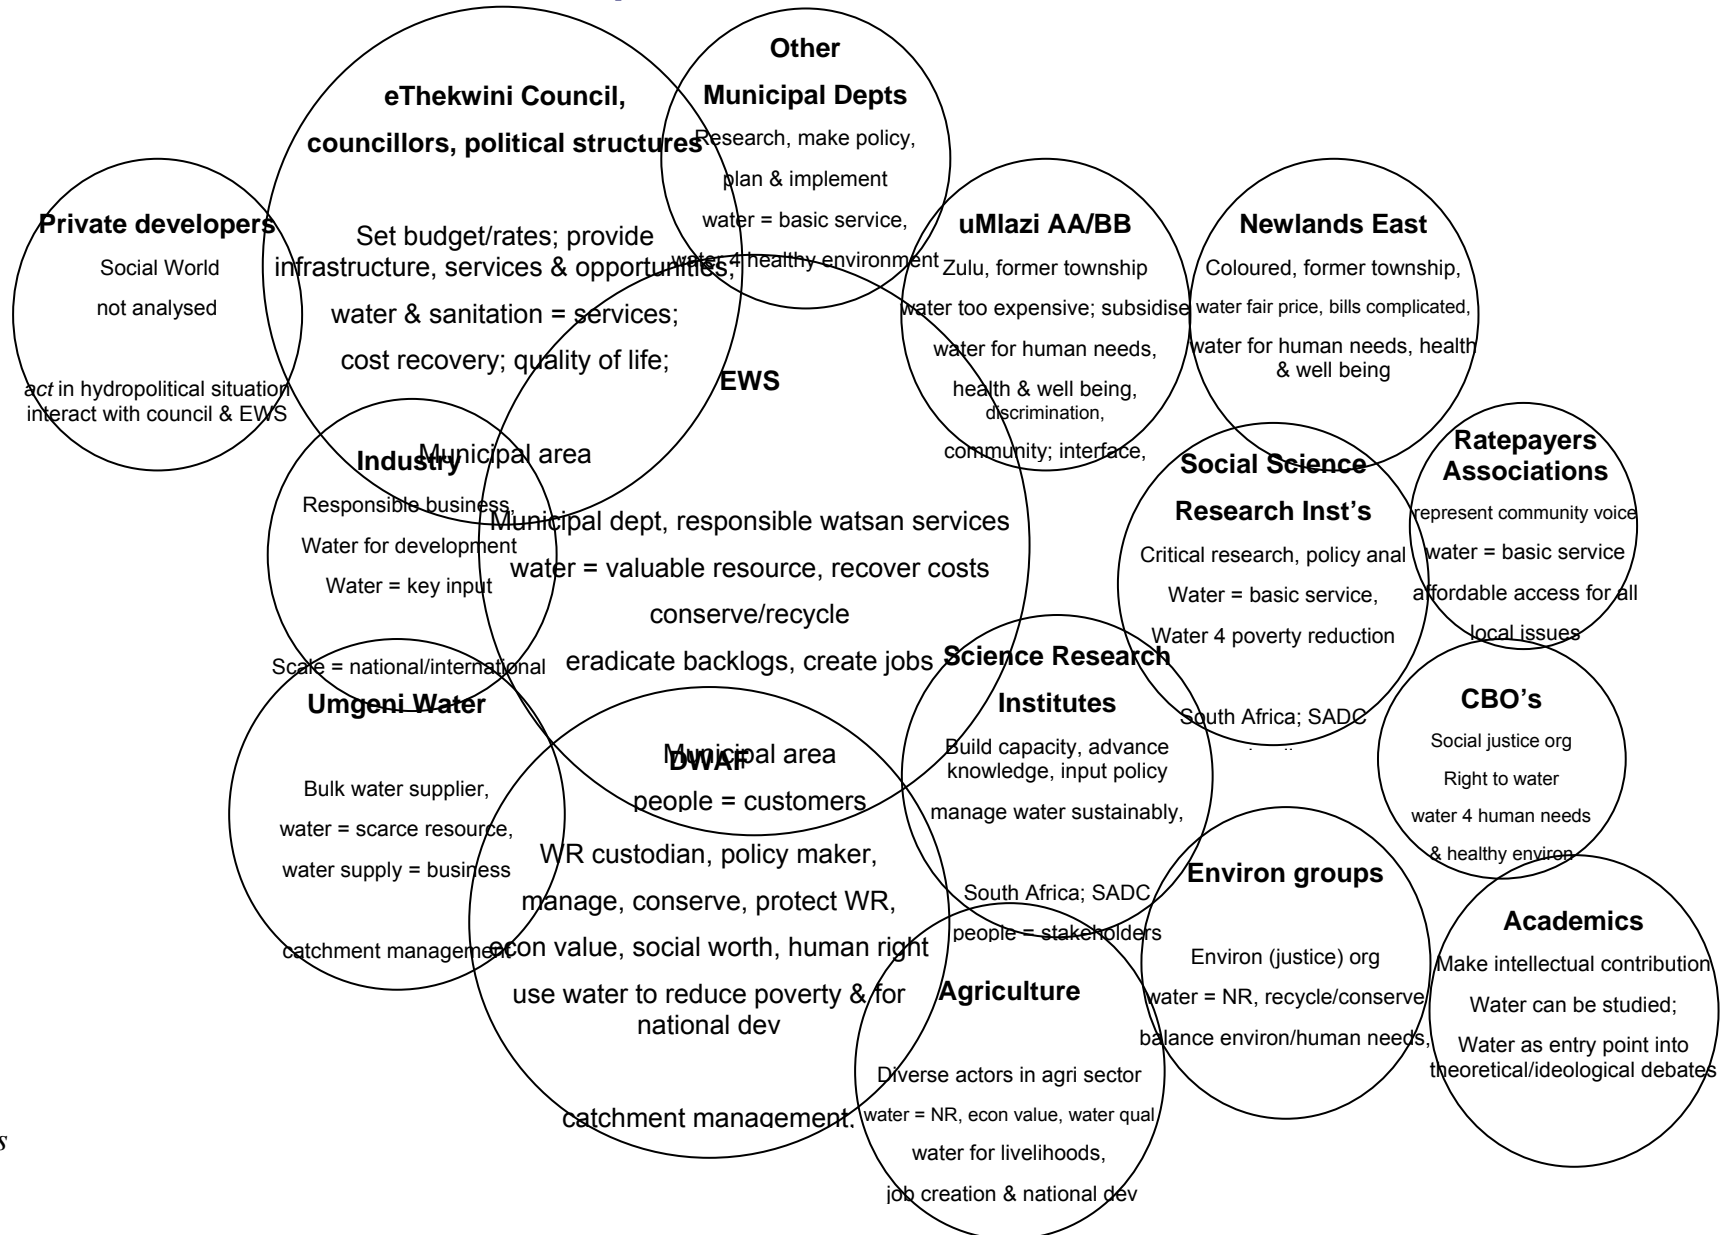 Other
Municipal Depts
Research, make policy,
plan & implement
water = basic service,
water 4 healthy environment
eThekwini Council,
councillors, political structures
Set budget/rates; provide
infrastructure, services & opportunities;
water & sanitation = services;
cost recovery; quality of life;
Municipal area
Private developers
Social World
not analysed
act in hydropolitical situation
interact with council & EWS
uMlazi AA/BB
Zulu, former township
water too expensive; subsidise
water for human needs,
health & well being,
discrimination,
community; interface,
Newlands East
Coloured, former township,
water fair price, bills complicated,
water for human needs, health
& well being
EWS
Municipal dept, responsible watsan services
water = valuable resource, recover costs
conserve/recycle
eradicate backlogs, create jobs
Municipal area
people = customers
Industry
Responsible business,
Water for development
Water = key input
Scale = national/international
Social Science
Research Inst's
Critical research, policy anal
Water = basic service,
Water 4 poverty reduction
South Africa; SADC
Ratepayers
Associations
represent community voice
water = basic service
affordable access for all
local issues
Umgeni Water
Bulk water supplier,
water = scarce resource,
water supply = business
catchment management
DWAF
WR custodian, policy maker,
manage, conserve, protect WR,
econ value, social worth, human right
use water to reduce poverty & for
national dev
catchment management,
Science Research
Institutes
Build capacity, advance
knowledge, input policy
manage water sustainably,
South Africa; SADC
people = stakeholders
CBO's
Social justice org
Right to water
water 4 human needs
& healthy environ
Environ groups
Environ (justice) org
water = NR, recycle/conserve
balance environ/human needs,
Academics
Make intellectual contribution
Water can be studied;
Water as entry point into
theoretical/ideological debates
Agriculture
Diverse actors in agri sector
water = NR, econ value, water qual
water for livelihoods,
job creation & national dev
s